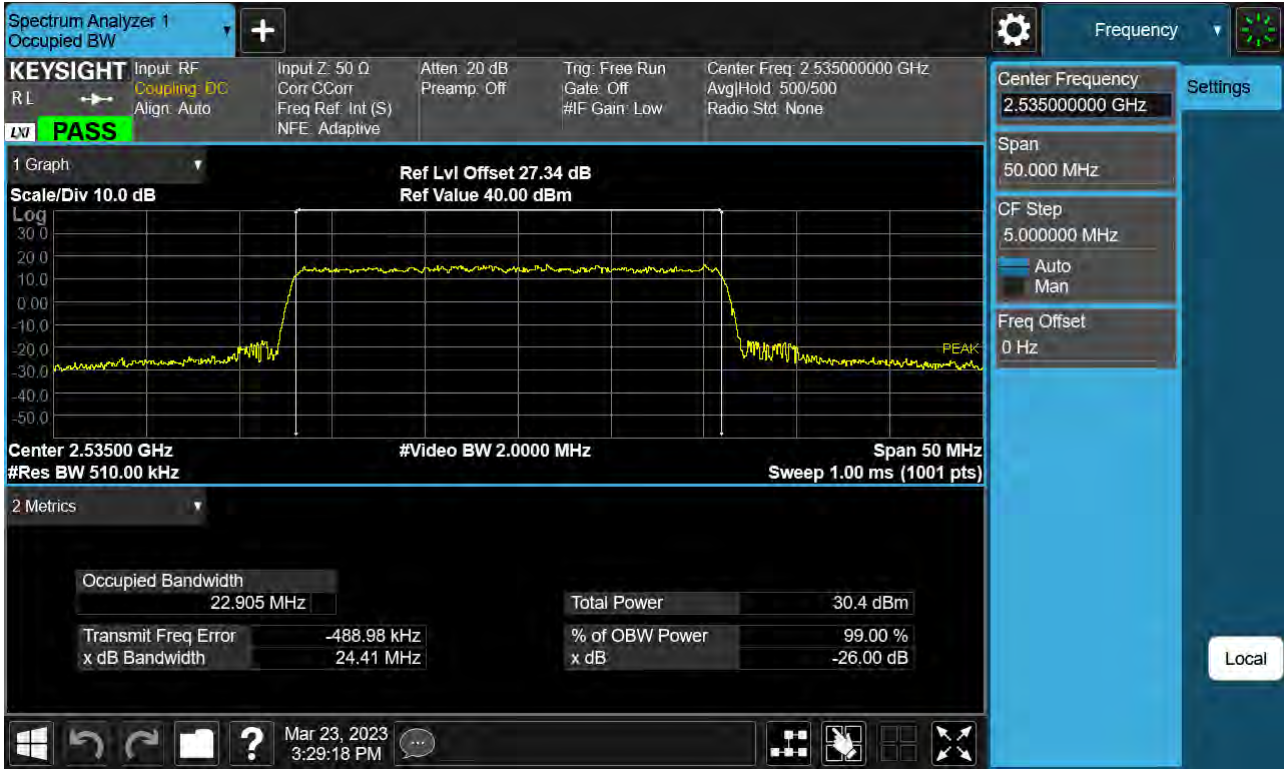 Spectrum Analyzer 1
Occupied BW
Frequency
KEYSIGHT
R L
LXI
PASS
Input: RF
Coupling: DC
Align: Auto
Input Z: 50 Ω
Corr CCorr
Freq Ref: Int (S)
NFE: Adaptive
Atten: 20 dB
Preamp: Off
Trig: Free Run
Gate: Off
#IF Gain: Low
Center Freq: 2.535000000 GHz
Avg|Hold: 500/500
Radio Std: None
1 Graph
Scale/Div 10.0 dB
Ref Lvl Offset 27.34 dB
Ref Value 40.00 dBm
Log
30.0
20.0
10.0
0.00
-10.0
-20.0
-30.0
-40.0
-50.0
PEAK
Center 2.53500 GHz
#Video BW 2.0000 MHz
Span 50 MHz
#Res BW 510.00 kHz
Sweep 1.00 ms (1001 pts)
2 Metrics
Occupied Bandwidth
22.905 MHz
Total Power 30.4 dBm
Transmit Freq Error -488.98 kHz
% of OBW Power 99.00 %
x dB Bandwidth 24.41 MHz
x dB -26.00 dB
Mar 23, 2023
3:29:18 PM
Center Frequency
2.535000000 GHz
Settings
Span
50.000 MHz
CF Step
5.000000 MHz
Auto
Man
Freq Offset
0 Hz
Local